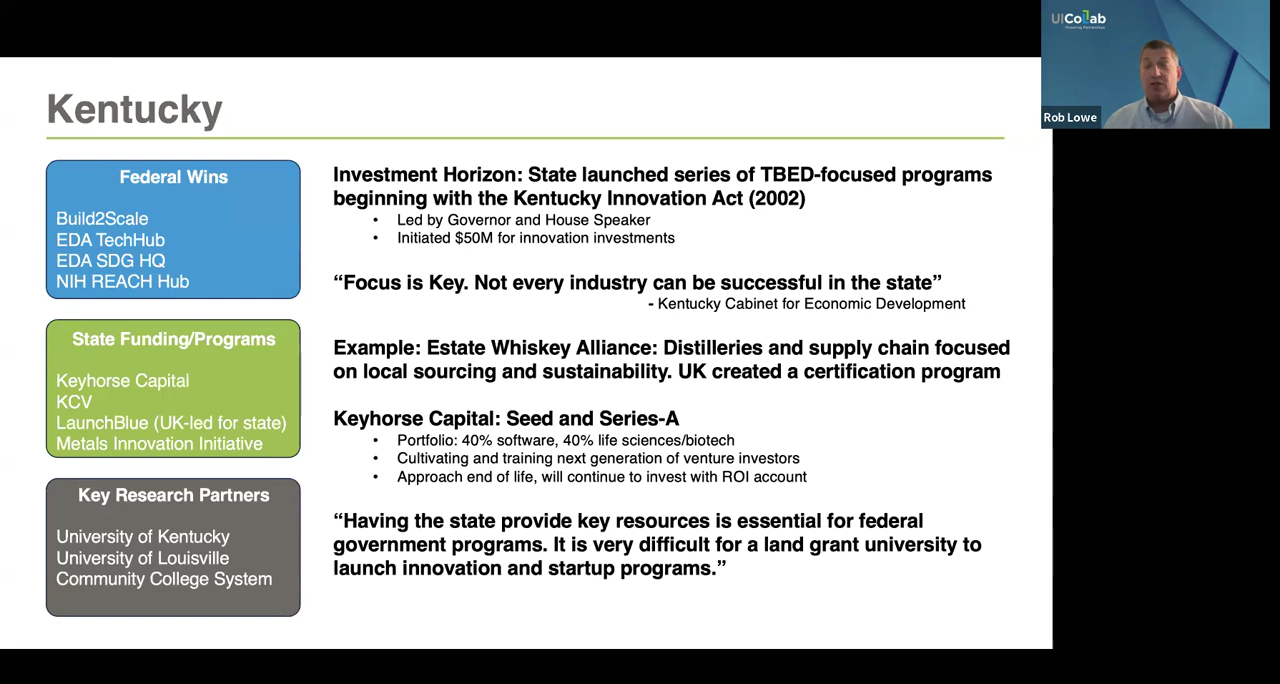 UICollab
Rob Lowe
Kentucky
Federal Wins
Build2Scale
EDA TechHub
EDA SDG HQ
NIH REACH Hub
State Funding/Programs
Keyhorse Capital
KCV
LaunchBlue (UK-led for state)
Metals Innovation Initiative
Key Research Partners
University of Kentucky
University of Louisville
Community College System
Investment Horizon: State launched series of TBED-focused programs
beginning with the Kentucky Innovation Act (2002)
• Led by Governor and House Speaker
• Initiated $50M for innovation investments
“Focus is Key. Not every industry can be successful in the state”
- Kentucky Cabinet for Economic Development
Example: Estate Whiskey Alliance: Distilleries and supply chain focused
on local sourcing and sustainability. UK created a certification program
Keyhorse Capital: Seed and Series-A
• Portfolio: 40% software, 40% life sciences/biotech
• Cultivating and training next generation of venture investors
• Approach end of life, will continue to invest with ROI account
“Having the state provide key resources is essential for federal
government programs. It is very difficult for a land grant university to
launch innovation and startup programs.”